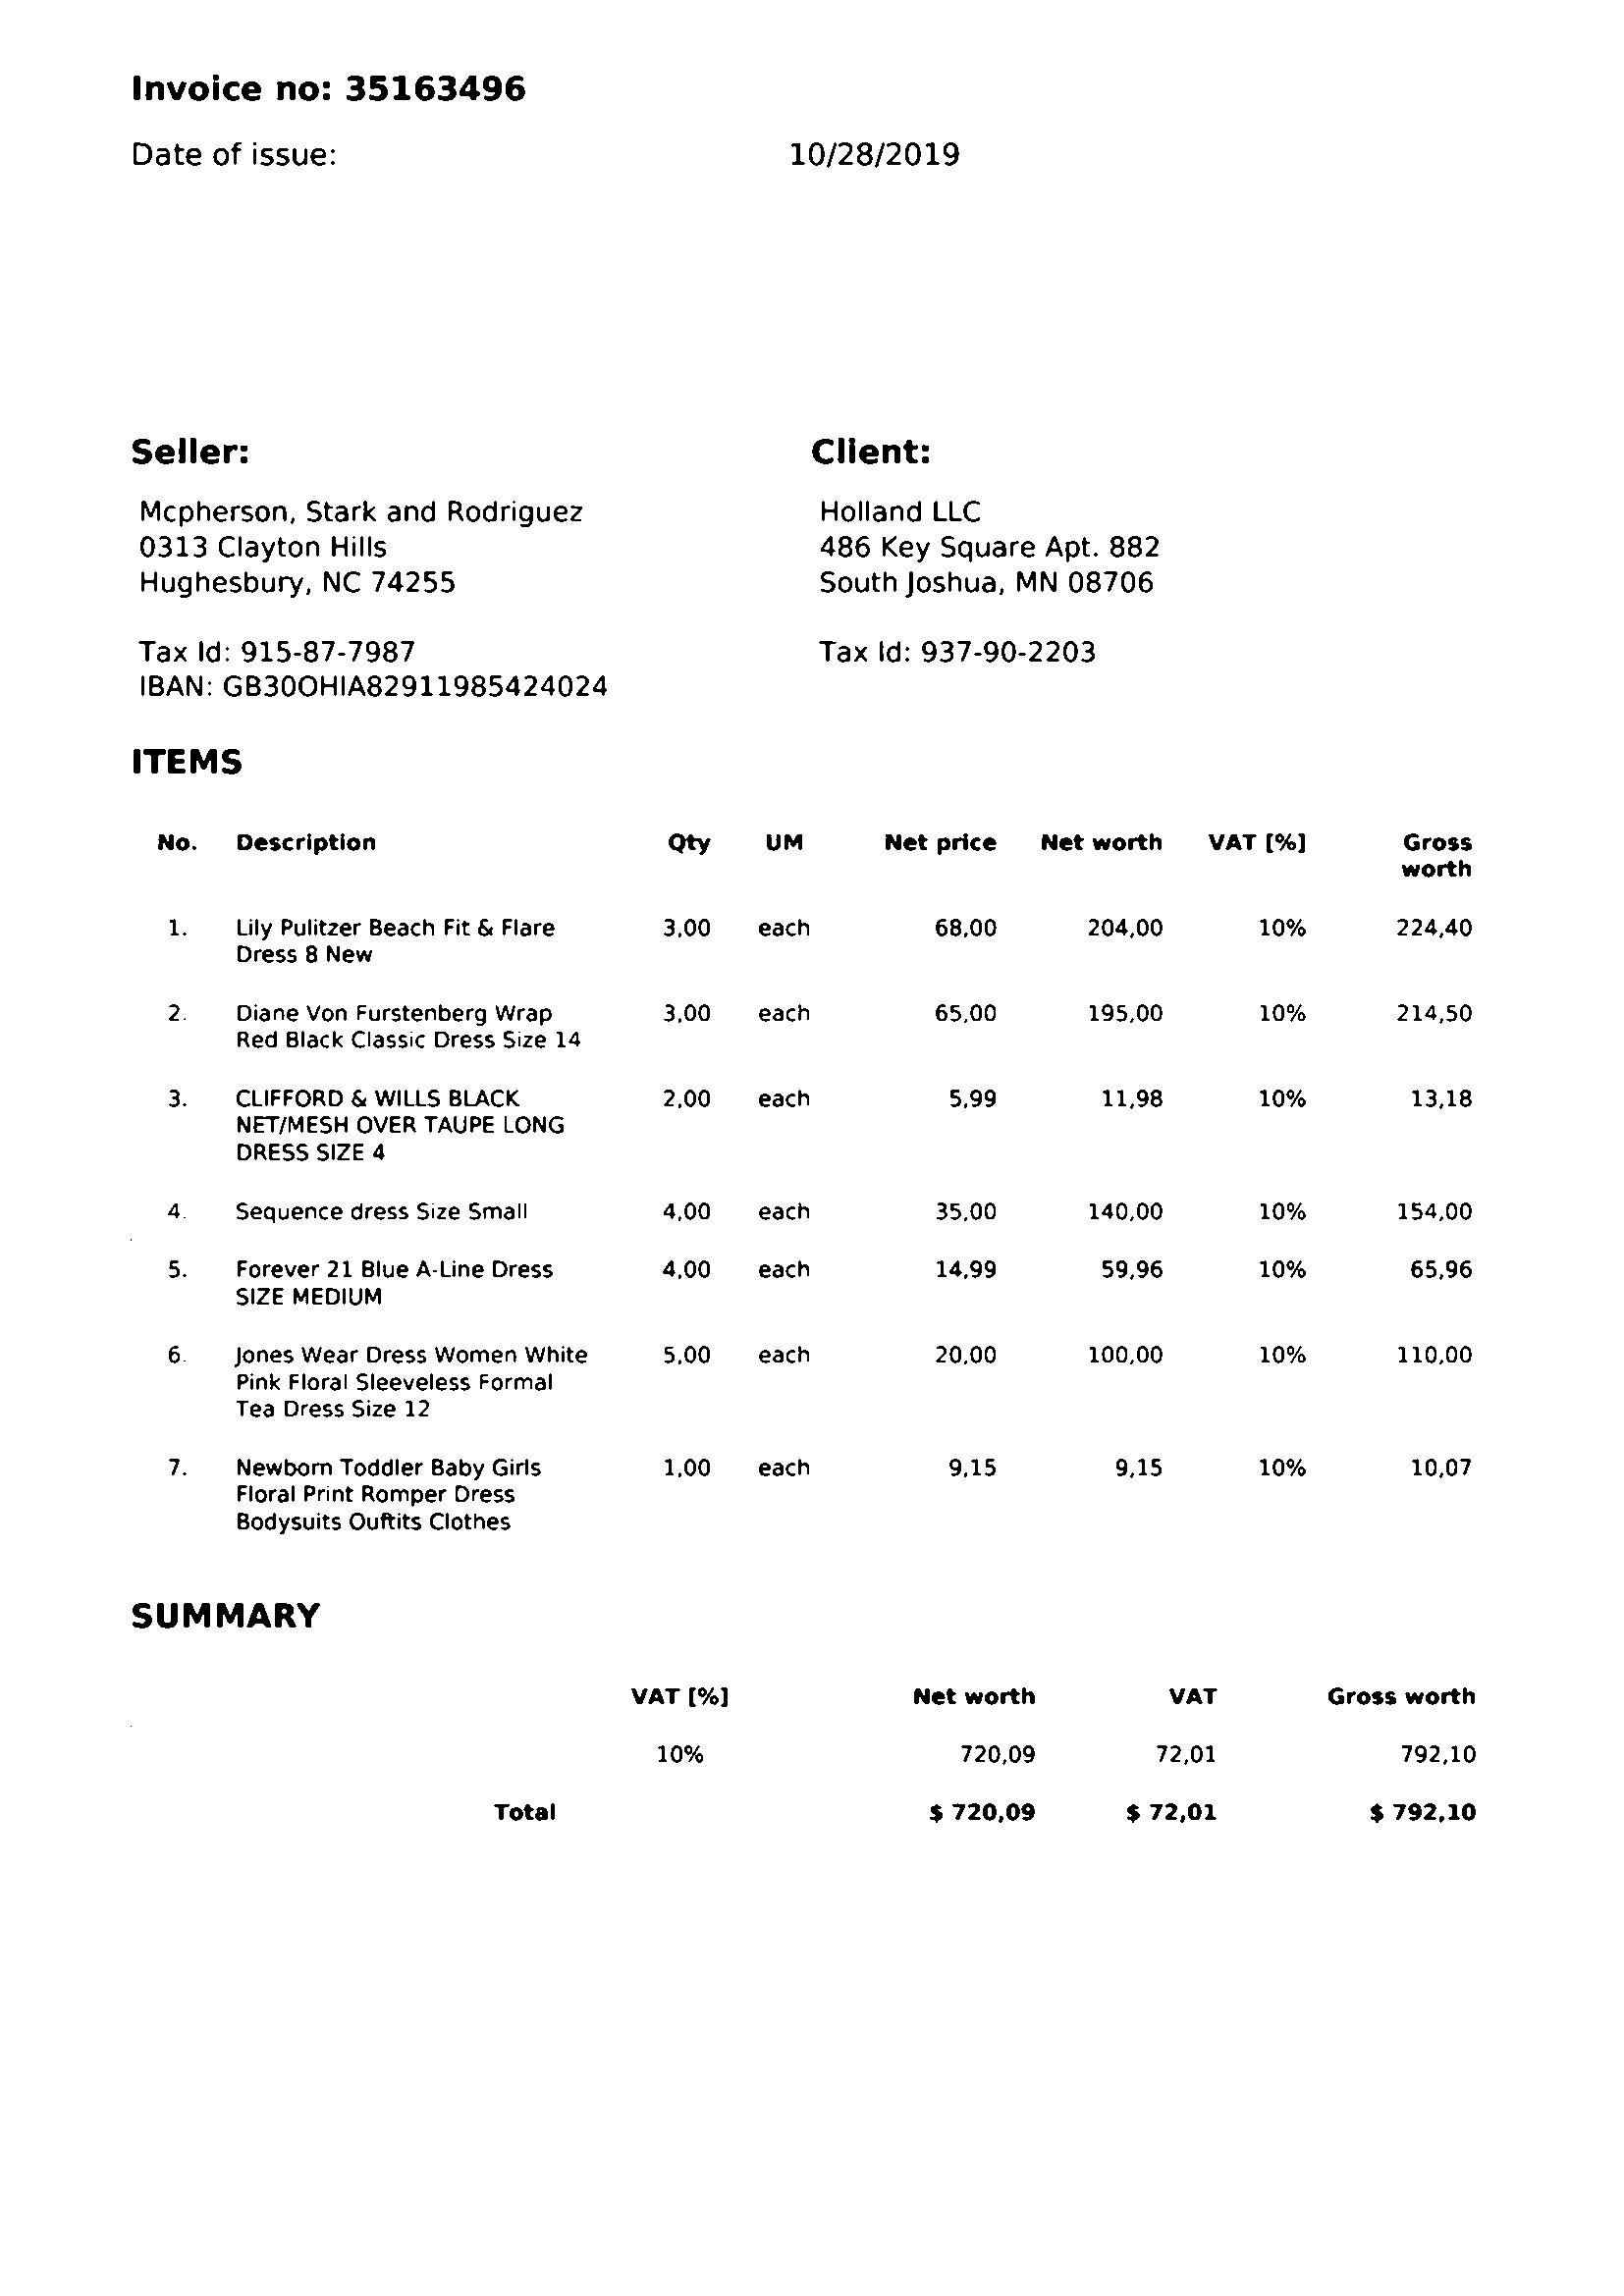 Invoice no: 35163496
Date of issue: 10/28/2019
Seller: Client:
Mcpherson, Stark and Rodriguez Holland LLC
0313 Clayton Hills 486 Key Square Apt. 882
Hughesbury, NC 74255 South Joshua, MN 08706
Tax Id: 915-87-7987 Tax Id: 937-90-2203
IBAN: GB30OHIA82911985424024
ITEMS
No. Description Qty UM Net price Net worth VAT [%] Gross
worth
1. Lily Pulitzer Beach Fit & Flare 3,00 each 68,00 204,00 10% 224,40
Dress 8 New
2. Diane Von Furstenberg Wrap 3,00 each 65,00 195,00 10% 214,50
Red Black Classic Dress Size 14
3. CLIFFORD & WILLS BLACK 2,00 each 5,99 11,98 10% 13,18
NET/MESH OVER TAUPE LONG
DRESS SIZE 4
4. Sequence dress Size Small 4,00 each 35,00 140,00 10% 154,00
5. Forever 21 Blue A-Line Dress 4,00 each 14,99 59,96 10% 65,96
SIZE MEDIUM
6. Jones Wear Dress Women White 5,00 each 20,00 100,00 10% 110,00
Pink Floral Sleeveless Formal
Tea Dress Size 12
7. Newborn Toddler Baby Girls 1,00 each 9,15 9,15 10% 10,07
Floral Print Romper Dress
Bodysuits Ouftits Clothes
SUMMARY
VAT [%] Net worth VAT Gross worth
10% 720,09 72,01 792,10
Total $ 720,09 $ 72,01 $ 792,10